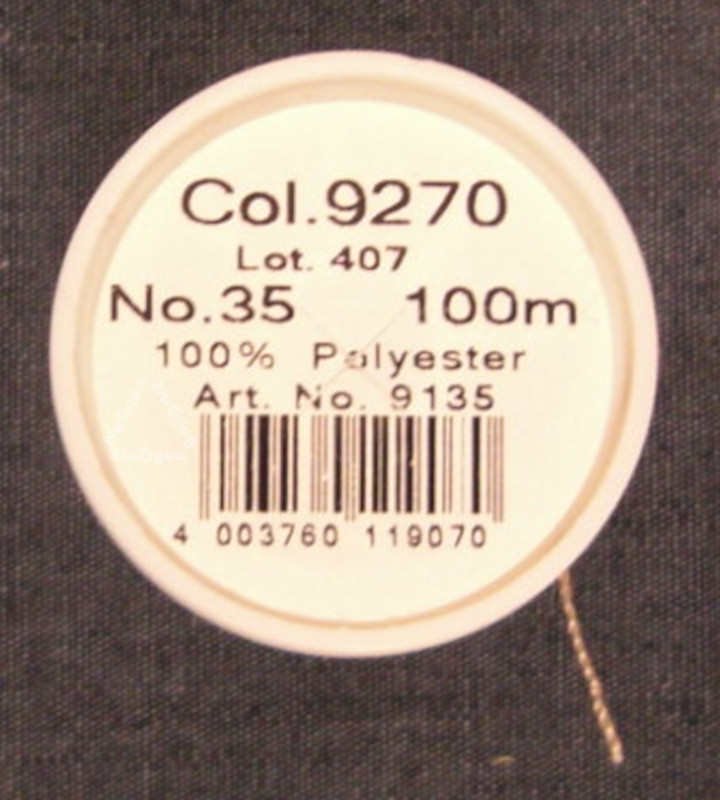 Col.9270
Lot. 407
No.35 100m
100% Polyester
Art. No. 9135
4 003760 119070